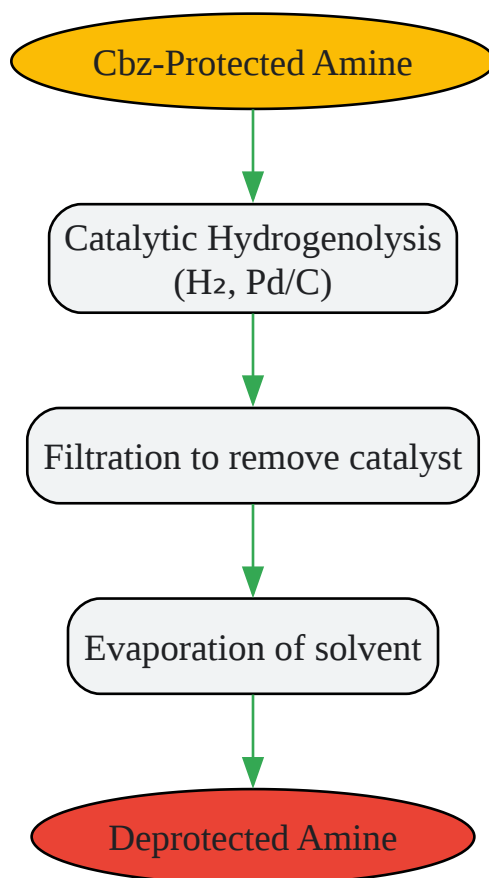 Cbz-Protected Amine
Catalytic Hydrogenolysis
(H₂, Pd/C)
Filtration to remove catalyst
Evaporation of solvent
Deprotected Amine